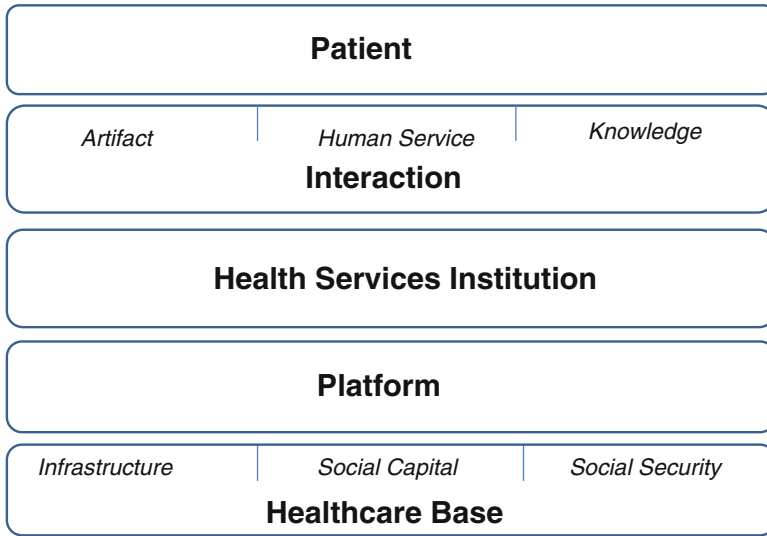 Patient
Artifact Human Service Knowledge
Interaction
Health Services Institution
Platform
Infrastructure Social Capital Social Security
Healthcare Base